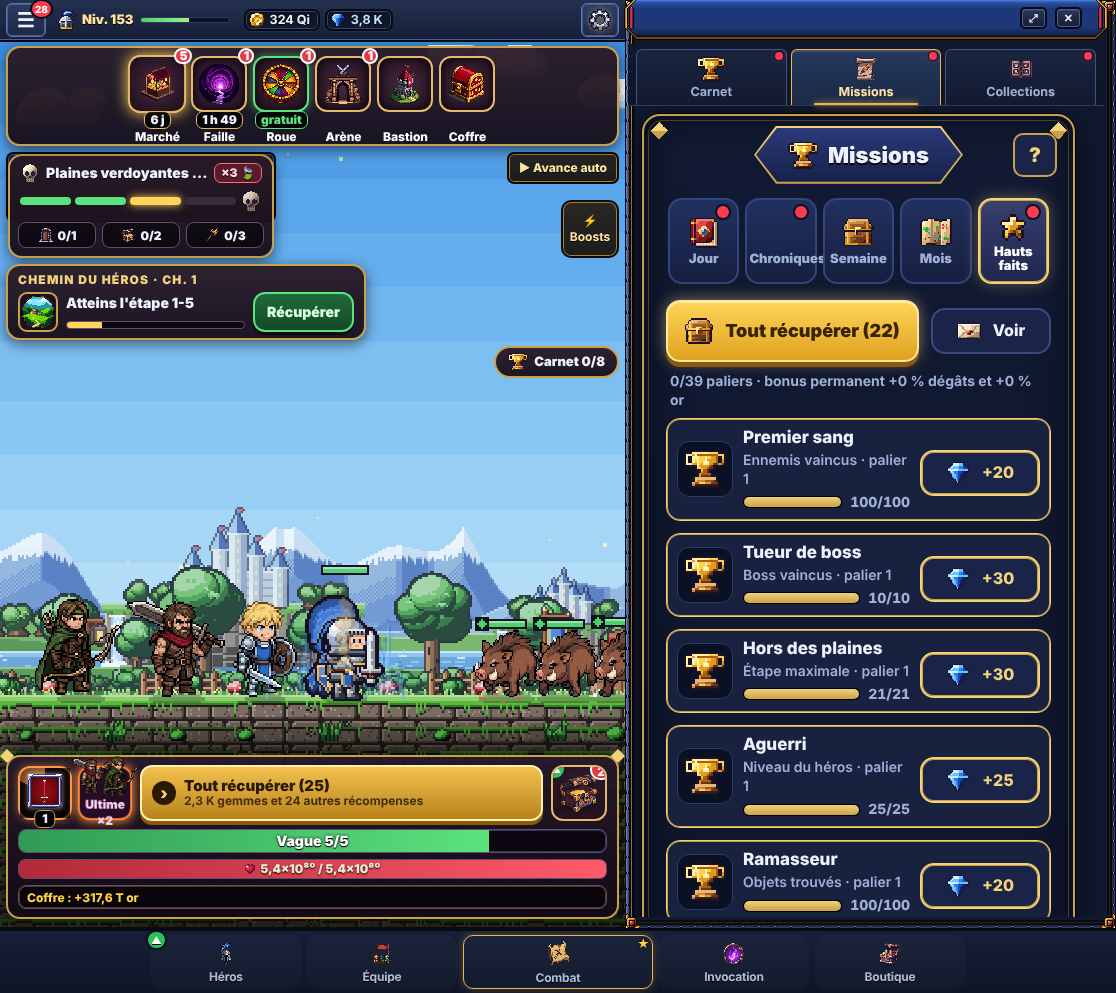 28
Niv. 153
324 Qi
3,8 K
5
1
1
1
6 j
1 h 49
gratuit
Marché
Faille
Roue
Arène
Bastion
Coffre
Plaines verdoyantes ...
×3
▶ Avance auto
0/1
0/2
0/3
Boosts
CHEMIN DU HÉROS · CH. 1
Atteins l'étape 1-5
Récupérer
Carnet 0/8
Ultime
×2
1
Tout récupérer (25)
2,3 K gemmes et 24 autres récompenses
2
Vague 5/5
5,4×10⁸⁰ / 5,4×10⁸⁰
Coffre : +317,6 T or
Carnet
Missions
Collections
Missions
?
Jour
Chroniques
Semaine
Mois
Hauts
faits
Tout récupérer (22)
Voir
0/39 paliers · bonus permanent +0 % dégâts et +0 %
or
Premier sang
Ennemis vaincus · palier
1
100/100
+20
Tueur de boss
Boss vaincus · palier 1
10/10
+30
Hors des plaines
Étape maximale · palier 1
21/21
+30
Aguerri
Niveau du héros · palier
1
25/25
+25
Ramasseur
Objets trouvés · palier 1
100/100
+20
Héros
Équipe
Combat
Invocation
Boutique